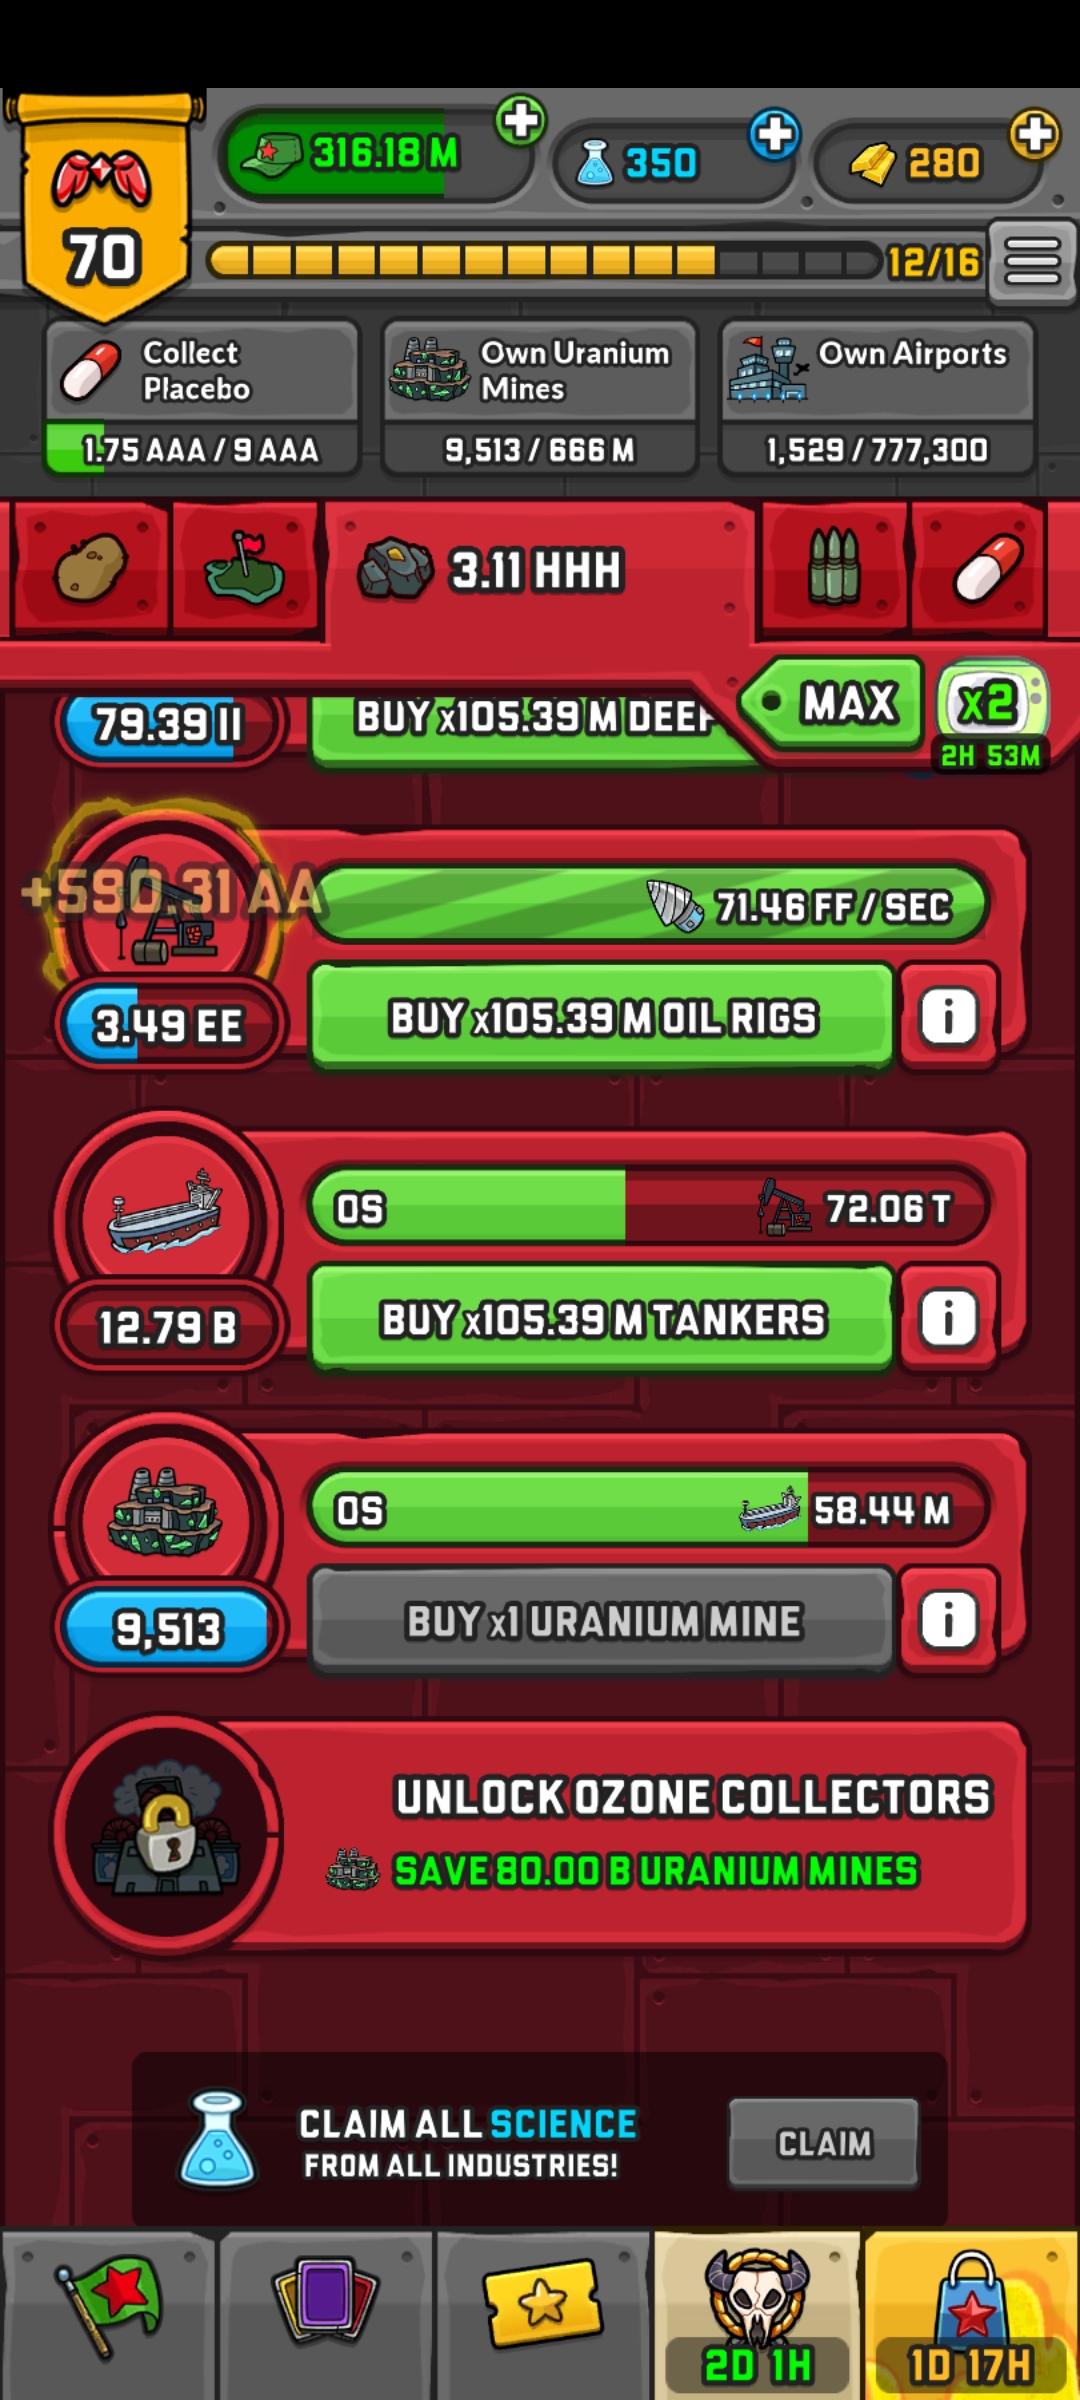 316.18 M
350
280
70
12/16
Collect
Placebo
Own Uranium
Mines
Own Airports
1.75 AAA / 9 AAA
9,513 / 666 M
1,529 / 777,300
3.11 HHH
MAX
x2
2H 53M
79.39 II
BUY x105.39 M DEEP
+590.31 AA
71.46 FF / SEC
3.49 EE
BUY x105.39 M OIL RIGS
i
0S
72.06 T
12.79 B
BUY x105.39 M TANKERS
i
0S
58.44 M
9,513
BUY x1 URANIUM MINE
i
UNLOCK OZONE COLLECTORS
SAVE 80.00 B URANIUM MINES
CLAIM ALL SCIENCE
FROM ALL INDUSTRIES!
CLAIM
2D 1H
1D 17H